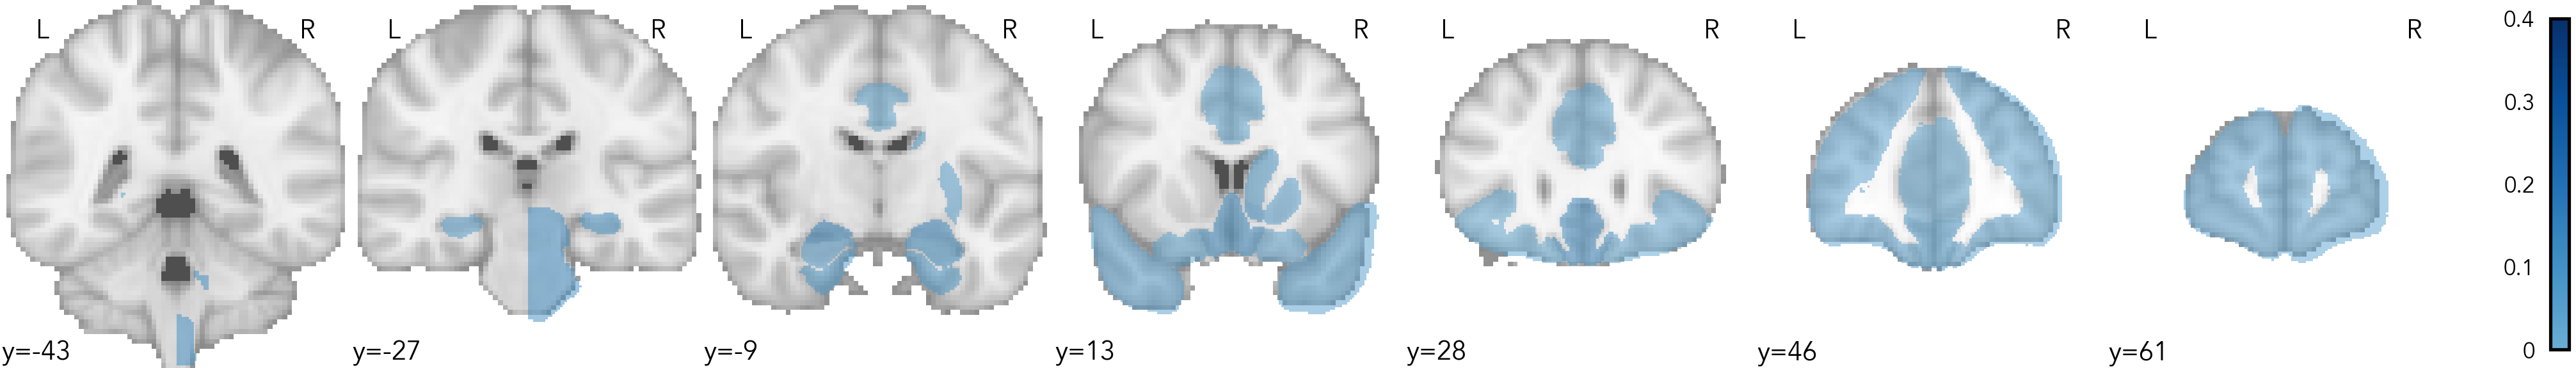 L R L R L R L R L R L R L R 0.4
0.3
0.2
0.1
y=-43 y=-27 y=-9 y=13 y=28 y=46 y=61 0